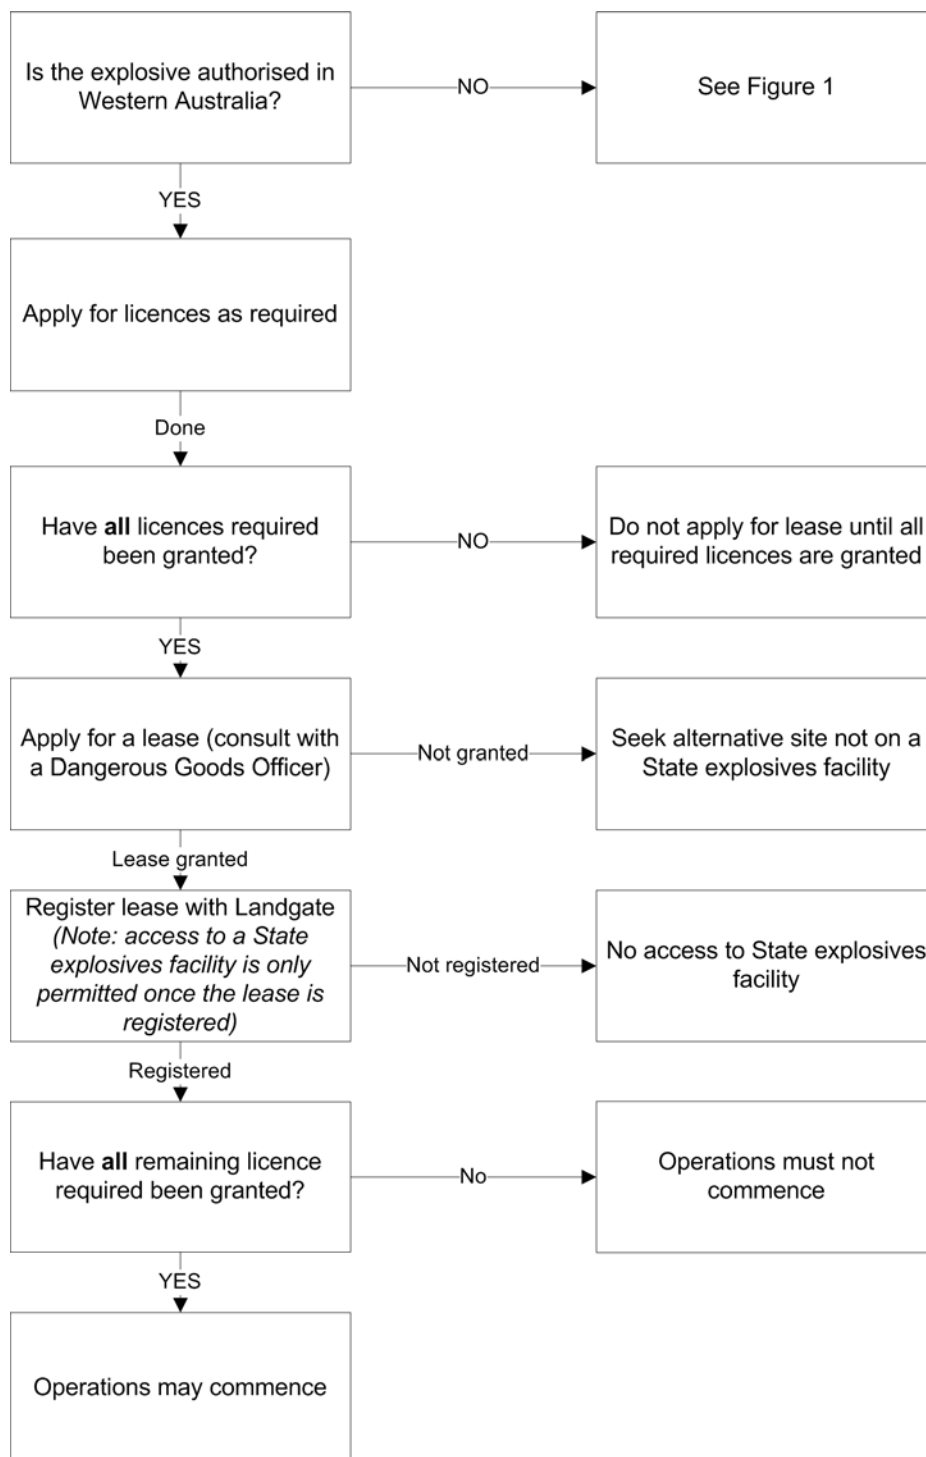 Is the explosive authorised in
Western Australia?
NO
See Figure 1
YES
Apply for licences as required
Done
Have all licences required
been granted?
NO
Do not apply for lease until all
required licences are granted
YES
Apply for a lease (consult with
a Dangerous Goods Officer)
Not granted
Seek alternative site not on a
State explosives facility
Lease granted
Register lease with Landgate
(Note: access to a State
explosives facility is only
permitted once the lease is
registered)
Not registered
No access to State explosives
facility
Registered
Have all remaining licence
required been granted?
No
Operations must not
commence
YES
Operations may commence